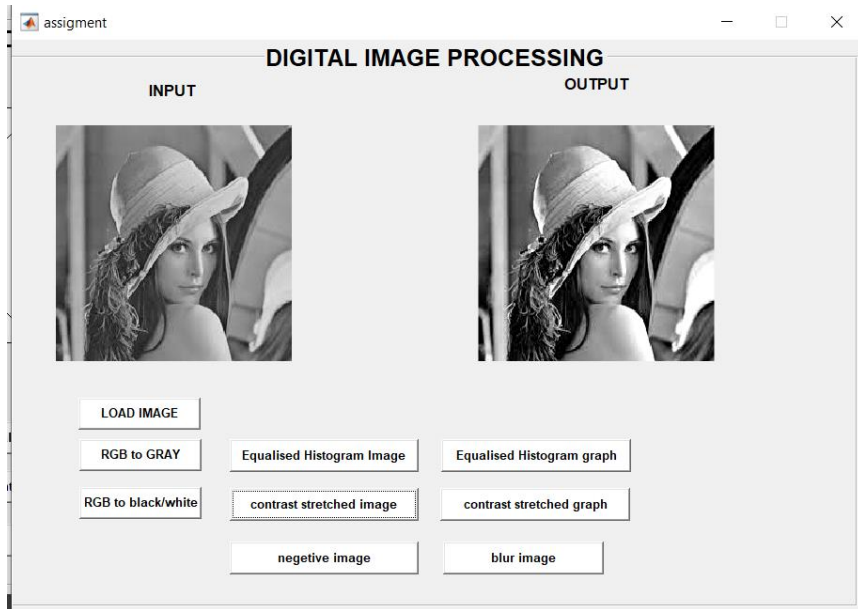 assigment
DIGITAL IMAGE PROCESSING
INPUT
OUTPUT
LOAD IMAGE
RGB to GRAY
Equalised Histogram Image
Equalised Histogram graph
RGB to black/white
contrast stretched image
contrast stretched graph
negetive image
blur image